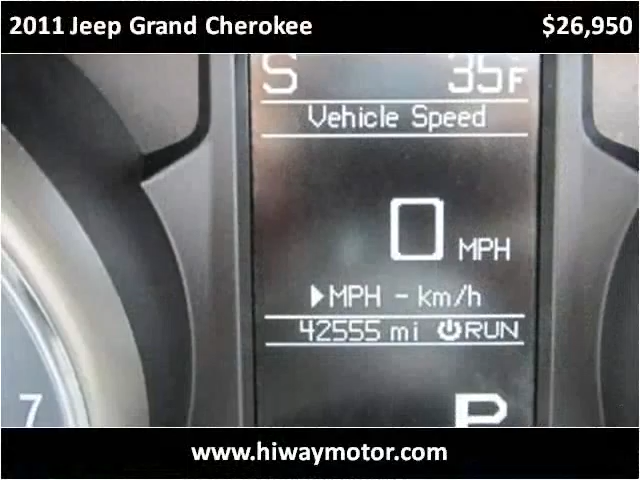 2011 Jeep Grand Cherokee $26,950
S 35F
Vehicle Speed
0 MPH
▶MPH - km/h
42555 mi RUN
P
7
www.hiwaymotor.com